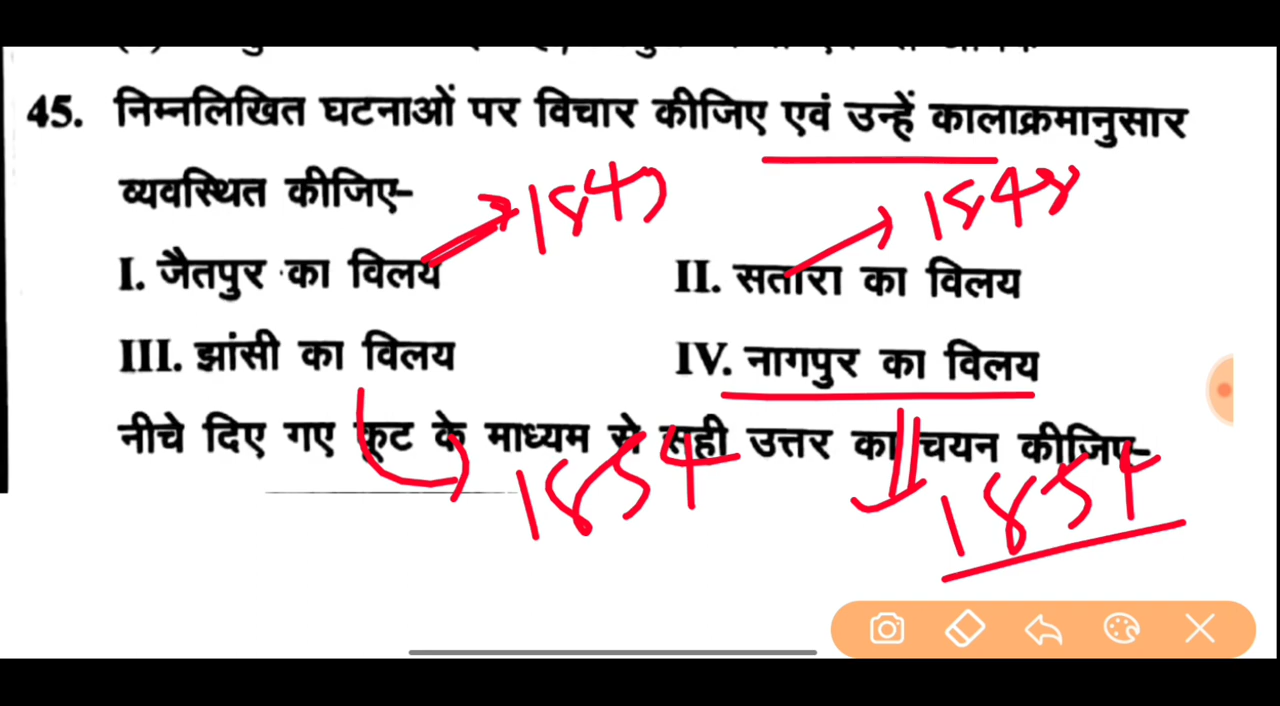 45. निम्नलिखित घटनाओं पर विचार कीजिए एवं उन्हें कालाक्रमानुसार
व्यवस्थित कीजिए-
1849 1848
I. जैतपुर का विलय II. सतारा का विलय
III. झांसी का विलय IV. नागपुर का विलय
नीचे दिए गए कूट के माध्यम से सही उत्तर का चयन कीजिए-
1854 1854